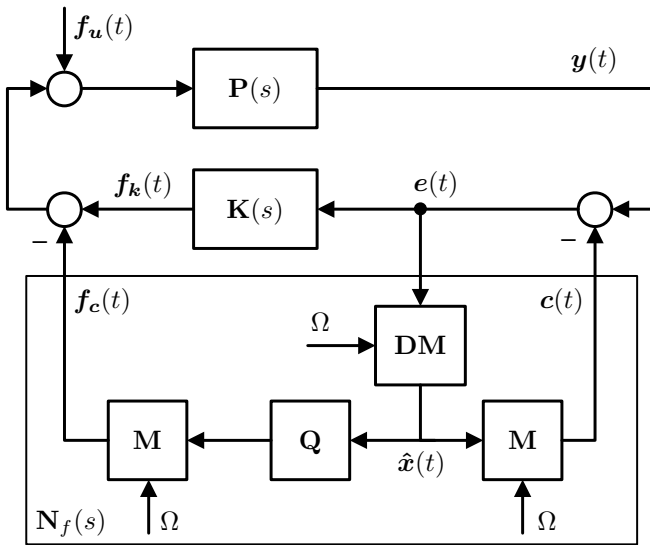 f_u(t)
P(s)
y(t)
f_k(t)
K(s)
e(t)
–
–
f_c(t)
Ω
DM
c(t)
M
Q
x̂(t)
M
N_f(s)
Ω
Ω